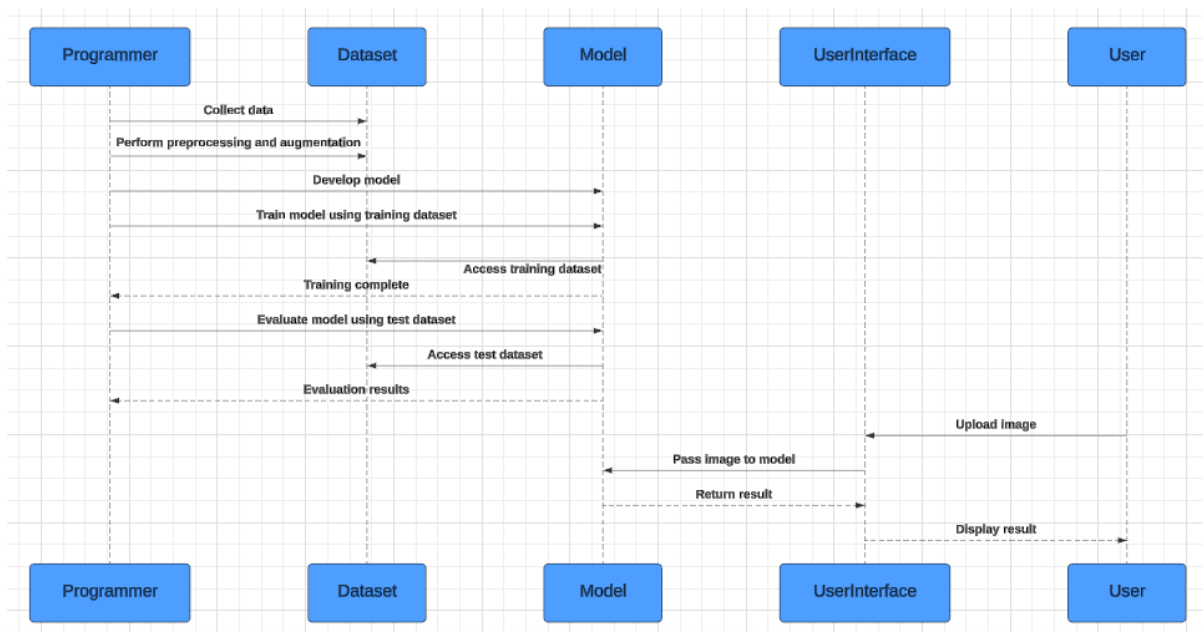 Programmer
Dataset
Model
UserInterface
User
Collect data
Perform preprocessing and augmentation
Develop model
Train model using training dataset
Access training dataset
Training complete
Evaluate model using test dataset
Access test dataset
Evaluation results
Upload image
Pass image to model
Return result
Display result
Programmer
Dataset
Model
UserInterface
User